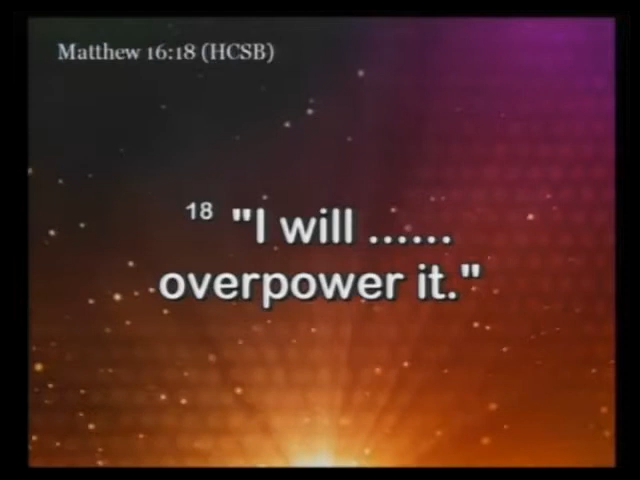 Matthew 16:18 (HCSB)
18 "I will ......
overpower it."